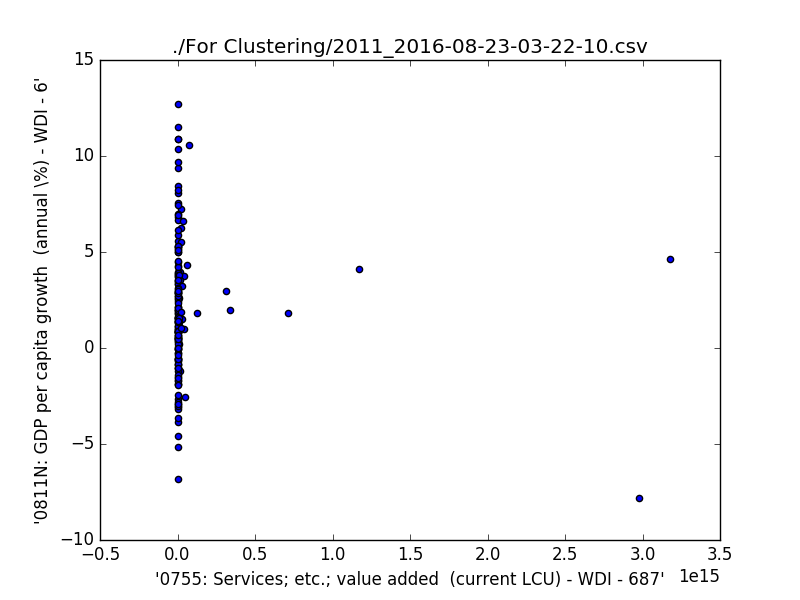 ./For Clustering/2011_2016-08-23-03-22-10.csv
15
10
5
0
−5
−10
'0811N: GDP per capita growth  (annual \%) - WDI - 6'
−0.5 0.0 0.5 1.0 1.5 2.0 2.5 3.0 3.5
1e15
'0755: Services; etc.; value added  (current LCU) - WDI - 687'